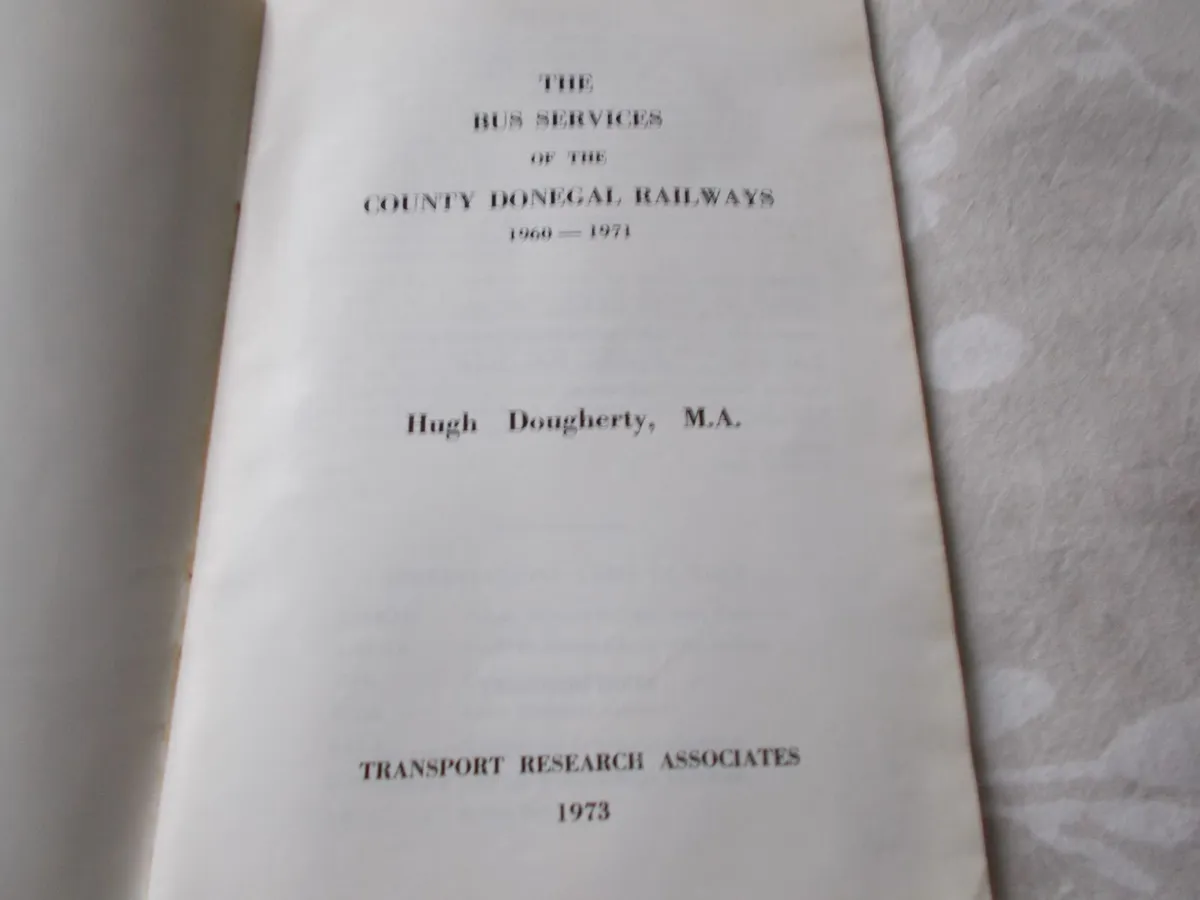 THE
BUS SERVICES
OF THE
COUNTY DONEGAL RAILWAYS
1960 — 1971
Hugh Dougherty, M.A.
TRANSPORT RESEARCH ASSOCIATES
1973